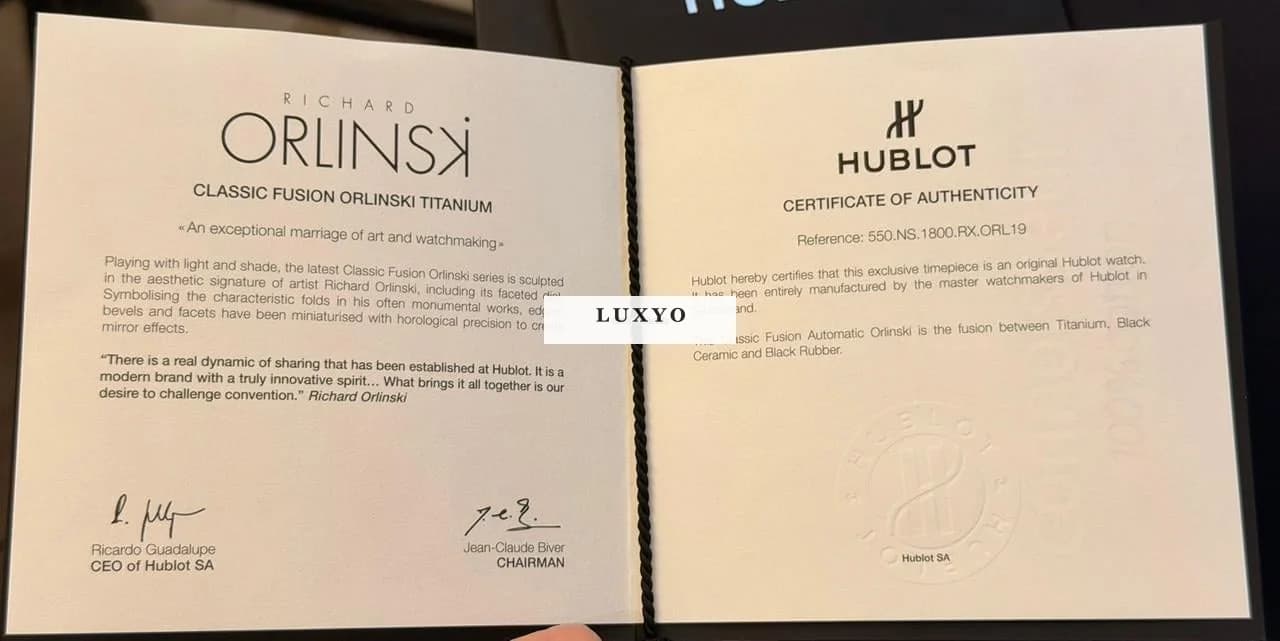 RICHARD
ORLINSKI
CLASSIC FUSION ORLINSKI TITANIUM
«An exceptional marriage of art and watchmaking»
Playing with light and shade, the latest Classic Fusion Orlinski series is sculpted
in the aesthetic signature of artist Richard Orlinski, including its faceted
Symbolising the characteristic folds in his often monumental works,
bevels and facets have been miniaturised with horological precision to
mirror effects.
“There is a real dynamic of sharing that has been established at Hublot. It is a
modern brand with a truly innovative spirit… What brings it all together is our
desire to challenge convention.” Richard Orlinski
Ricardo Guadalupe
CEO of Hublot SA
Jean-Claude Biver
CHAIRMAN
LUXYO
HUBLOT
CERTIFICATE OF AUTHENTICITY
Reference: 550.NS.1800.RX.ORL19
Hublot hereby certifies that this exclusive timepiece is an original Hublot watch.
It has been entirely manufactured by the master watchmakers of Hublot in
Classic Fusion Automatic Orlinski is the fusion between Titanium, Black
Ceramic and Black Rubber.
HUBLOT
Hublot SA